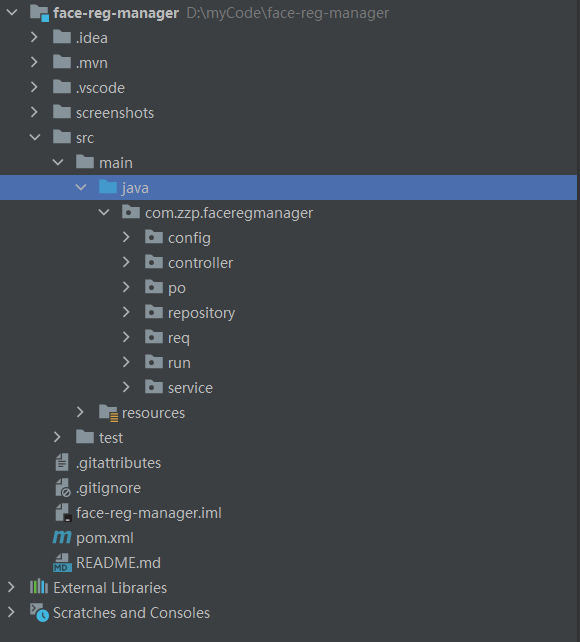 face-reg-manager D:\myCode\face-reg-manager
.idea
.mvn
.vscode
screenshots
src
main
java
com.zzp.faceregmanager
config
controller
po
repository
req
run
service
resources
test
.gitattributes
.gitignore
face-reg-manager.iml
m pom.xml
MD README.md
External Libraries
Scratches and Consoles